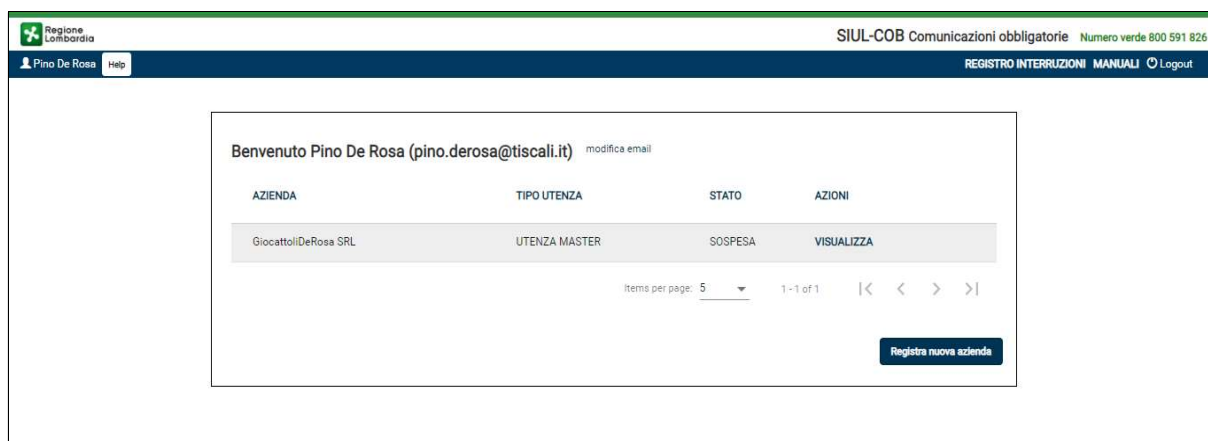 Regione
Lombardia
SIUL-COB Comunicazioni obbligatorie Numero verde 800 591 826
Pino De Rosa Help REGISTRO INTERRUZIONI MANUALI Logout
Benvenuto Pino De Rosa (pino.derosa@tiscali.it) modifica email
AZIENDA TIPO UTENZA STATO AZIONI
GiocattoliDeRosa SRL UTENZA MASTER SOSPESA VISUALIZZA
Items per page: 5 1 - 1 of 1
Registra nuova azienda